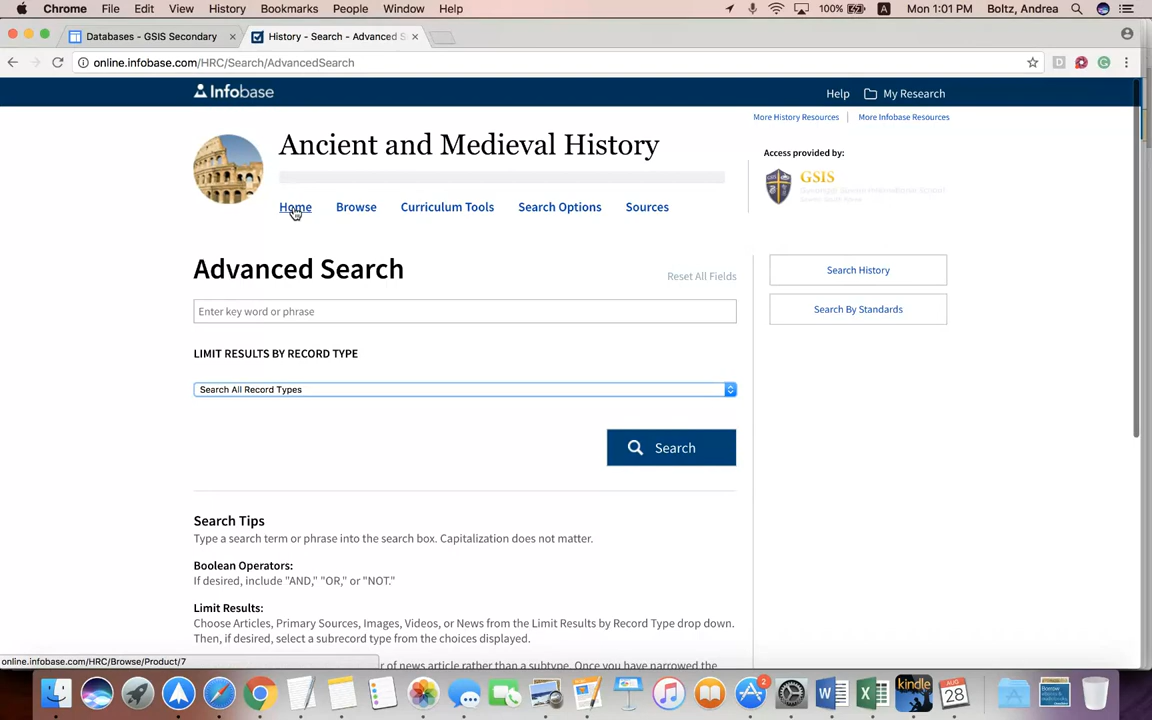 Chrome File Edit View History Bookmarks People Window Help 100% A Mon 1:01 PM Boltz, Andrea
Databases - GSIS Secondary × History - Search - Advanced S ×
online.infobase.com/HRC/Search/AdvancedSearch
Infobase Help My Research
More History Resources More Infobase Resources
Ancient and Medieval History
Access provided by:
GSIS
Home Browse Curriculum Tools Search Options Sources
Advanced Search
Reset All Fields
Search History
Enter key word or phrase
Search By Standards
LIMIT RESULTS BY RECORD TYPE
Search All Record Types
Search
Search Tips
Type a search term or phrase into the search box. Capitalization does not matter.
Boolean Operators:
If desired, include "AND," "OR," or "NOT."
Limit Results:
Choose Articles, Primary Sources, Images, Videos, or News from the Limit Results by Record Type drop down.
Then, if desired, select a subrecord type from the choices displayed.
online.infobase.com/HRC/Browse/Product/7
r of news article rather than a subtype. Once you have narrowed the
2
W X kindle AUG 28